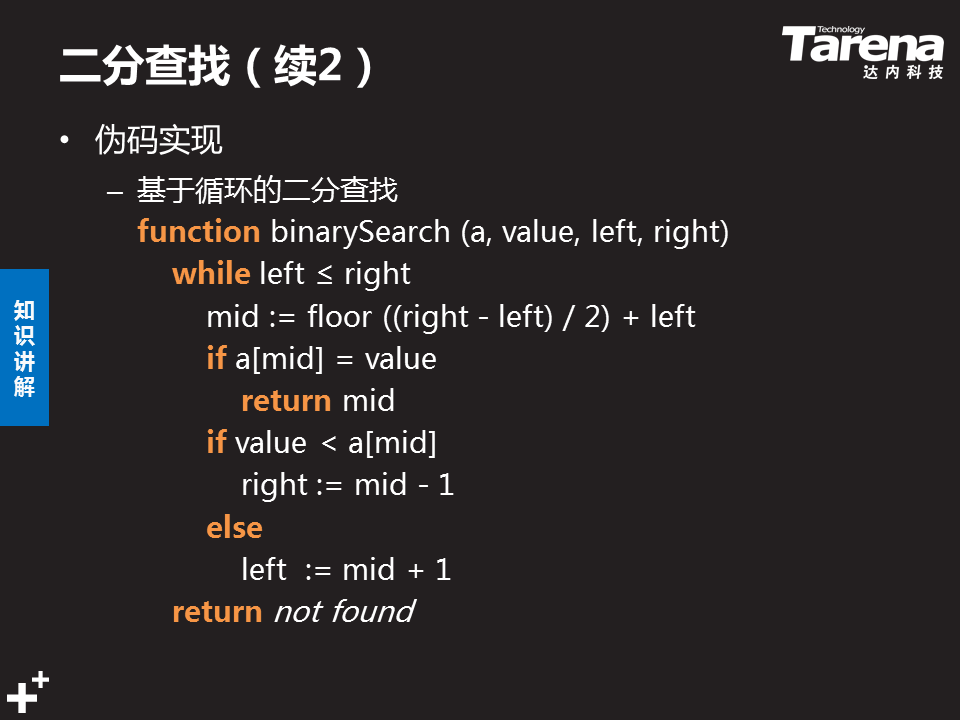 二分查找（续2）
Technology
Tarena
达内科技
• 伪码实现
– 基于循环的二分查找
function binarySearch (a, value, left, right)
while left ≤ right
mid := floor ((right - left) / 2) + left
if a[mid] = value
return mid
if value < a[mid]
right := mid - 1
else
left  := mid + 1
return not found
知
识
讲
解